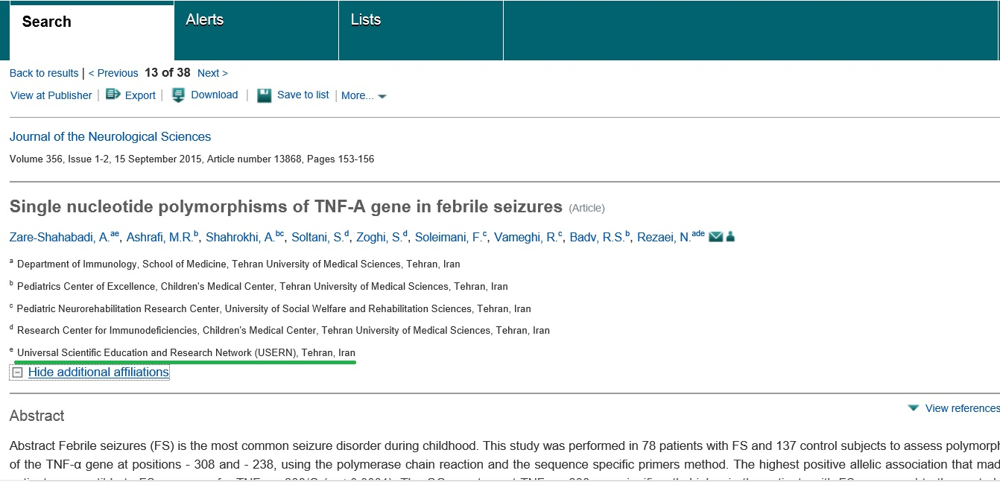 Search Alerts Lists
Back to results | < Previous 13 of 38 Next >
View at Publisher | Export | Download | Save to list | More...
Journal of the Neurological Sciences
Volume 356, Issue 1-2, 15 September 2015, Article number 13868, Pages 153-156
Single nucleotide polymorphisms of TNF-A gene in febrile seizures (Article)
Zare-Shahabadi, A.ae, Ashrafi, M.R.b, Shahrokhi, A.bc, Soltani, S.d, Zoghi, S.d, Soleimani, F.c, Vameghi, R.c, Badv, R.S.b, Rezaei, N.ade
a Department of Immunology, School of Medicine, Tehran University of Medical Sciences, Tehran, Iran
b Pediatrics Center of Excellence, Children's Medical Center, Tehran University of Medical Sciences, Tehran, Iran
c Pediatric Neurorehabilitation Research Center, University of Social Welfare and Rehabilitation Sciences, Tehran, Iran
d Research Center for Immunodeficiencies, Children's Medical Center, Tehran University of Medical Sciences, Tehran, Iran
e Universal Scientific Education and Research Network (USERN), Tehran, Iran
Hide additional affiliations
Abstract
View references
Abstract Febrile seizures (FS) is the most common seizure disorder during childhood. This study was performed in 78 patients with FS and 137 control subjects to assess polymorph
of the TNF-α gene at positions - 308 and - 238, using the polymerase chain reaction and the sequence specific primers method. The highest positive allelic association that mad